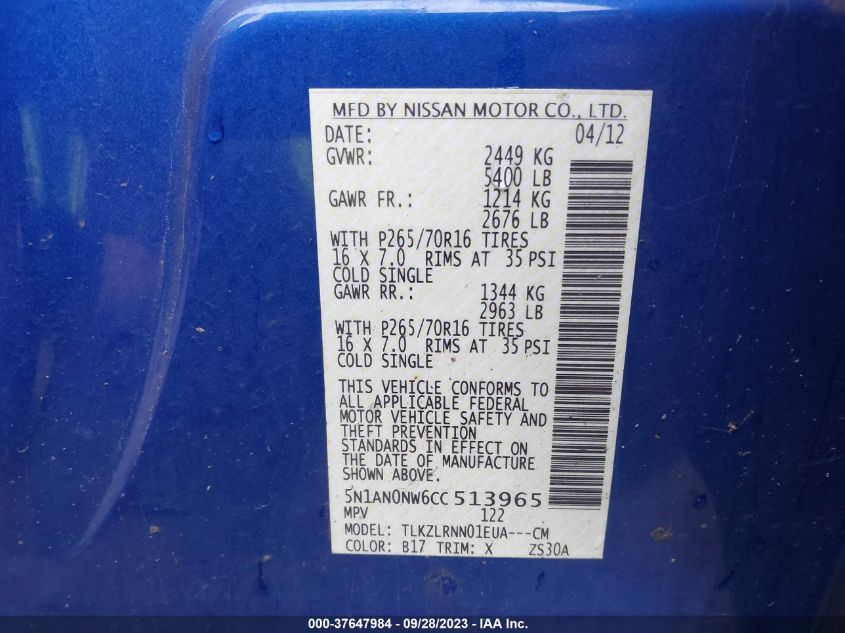 MFD BY NISSAN MOTOR CO., LTD.
DATE: 04/12
GVWR: 2449 KG
5400 LB
GAWR FR.: 1214 KG
2676 LB
WITH P265/70R16 TIRES
16 X 7.0 RIMS AT 35 PSI
COLD SINGLE
GAWR RR.: 1344 KG
2963 LB
WITH P265/70R16 TIRES
16 X 7.0 RIMS AT 35 PSI
COLD SINGLE
THIS VEHICLE CONFORMS TO
ALL APPLICABLE FEDERAL
MOTOR VEHICLE SAFETY AND
THEFT PREVENTION
STANDARDS IN EFFECT ON
THE DATE OF MANUFACTURE
SHOWN ABOVE.
5N1AN0NW6CC 513965
MPV 122
MODEL: TLKZLRNN01EUA---CM
COLOR: B17 TRIM: X ZS30A
000-37647984 - 09/28/2023 - IAA Inc.